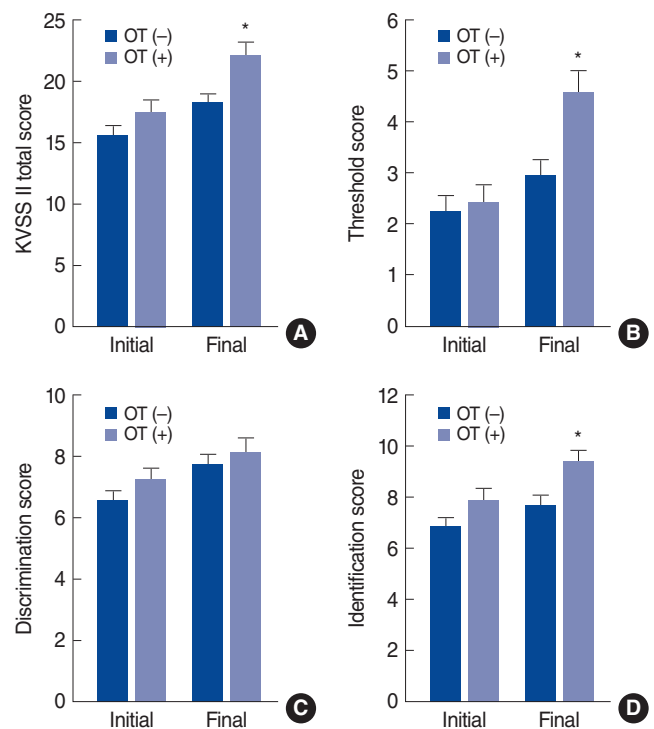 25
20
15
10
5
0
KVSS II total score
OT (–)
OT (+)
*
Initial Final
A
6
5
4
3
2
1
0
Threshold score
OT (–)
OT (+)
*
Initial Final
B
10
8
6
4
2
0
Discrimination score
OT (–)
OT (+)
Initial Final
C
12
10
8
6
4
2
0
Identification score
OT (–)
OT (+)
*
Initial Final
D